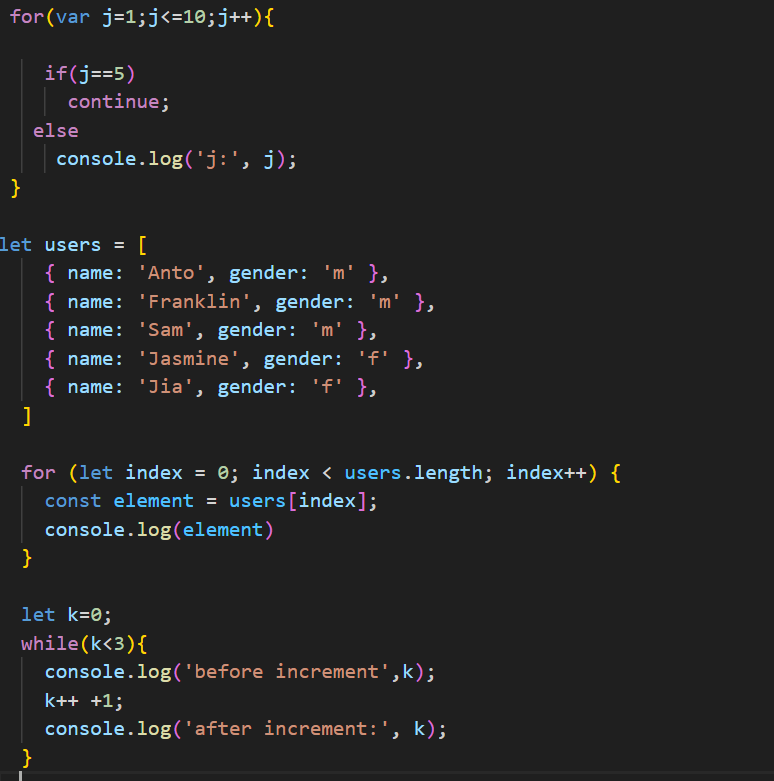 for(var j=1;j<=10;j++){
if(j==5)
continue;
else
console.log('j:', j);
}
let users = [
{ name: 'Anto', gender: 'm' },
{ name: 'Franklin', gender: 'm' },
{ name: 'Sam', gender: 'm' },
{ name: 'Jasmine', gender: 'f' },
{ name: 'Jia', gender: 'f' },
]
for (let index = 0; index < users.length; index++) {
const element = users[index];
console.log(element)
}
let k=0;
while(k<3){
console.log('before increment',k);
k++ +1;
console.log('after increment:', k);
}